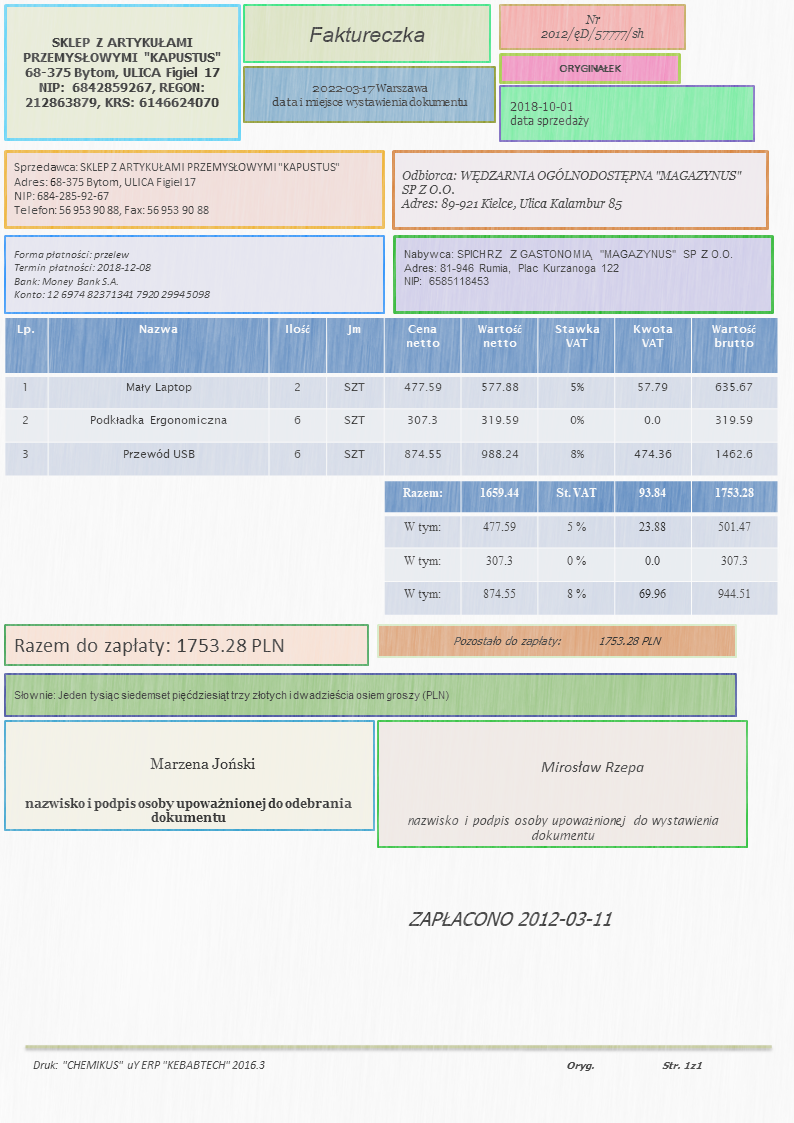 SKLEP Z ARTYKUŁAMI
PRZEMYSŁOWYMI "KAPUSTUS"
68-375 Bytom, ULICA Figiel 17
NIP: 6842859267, REGON:
212863879, KRS: 6146624070
Faktureczka
2022-03-17 Warszawa
data i miejsce wystawienia dokumentu
Nr
2012/ęD/57777/sh
ORYGINAŁEK
2018-10-01
data sprzedaży
Sprzedawca: SKLEP Z ARTYKUŁAMI PRZEMYSŁOWYMI "KAPUSTUS"
Adres: 68-375 Bytom, ULICA Figiel 17
NIP: 684-285-92-67
Telefon: 56 953 90 88, Fax: 56 953 90 88
Odbiorca: WĘDZARNIA OGÓLNODOSTĘPNA "MAGAZYNUS"
SP Z O.O.
Adres: 89-921 Kielce, Ulica Kalambur 85
Forma płatności: przelew
Termin płatności: 2018-12-08
Bank: Money Bank S.A.
Konto: 12 6974 8237 1341 7920 2994 5098
Nabywca: SPICHRZ Z GASTONOMIĄ "MAGAZYNUS" SP Z O.O.
Adres: 81-946 Rumia, Plac Kurzanoga 122
NIP: 6585118453
Lp. Nazwa Ilość Jm Cena netto Wartość netto Stawka VAT Kwota VAT Wartość brutto
1 Mały Laptop 2 SZT 477.59 577.88 5% 57.79 635.67
2 Podkładka Ergonomiczna 6 SZT 307.3 319.59 0% 0.0 319.59
3 Przewód USB 6 SZT 874.55 988.24 8% 474.36 1462.6
Razem: 1659.44 St. VAT 93.84 1753.28
W tym: 477.59 5 % 23.88 501.47
W tym: 307.3 0 % 0.0 307.3
W tym: 874.55 8 % 69.96 944.51
Razem do zapłaty: 1753.28 PLN
Pozostało do zapłaty: 1753.28 PLN
Słownie: Jeden tysiąc siedemset pięćdziesiąt trzy złotych i dwadzieścia osiem groszy (PLN)
Marzena Joński
nazwisko i podpis osoby upoważnionej do odebrania
dokumentu
Mirosław Rzepa
nazwisko i podpis osoby upoważnionej do wystawienia
dokumentu
ZAPŁACONO 2012-03-11
Druk: "CHEMIKUS" uY ERP "KEBABTECH" 2016.3 Oryg. Str. 1z1